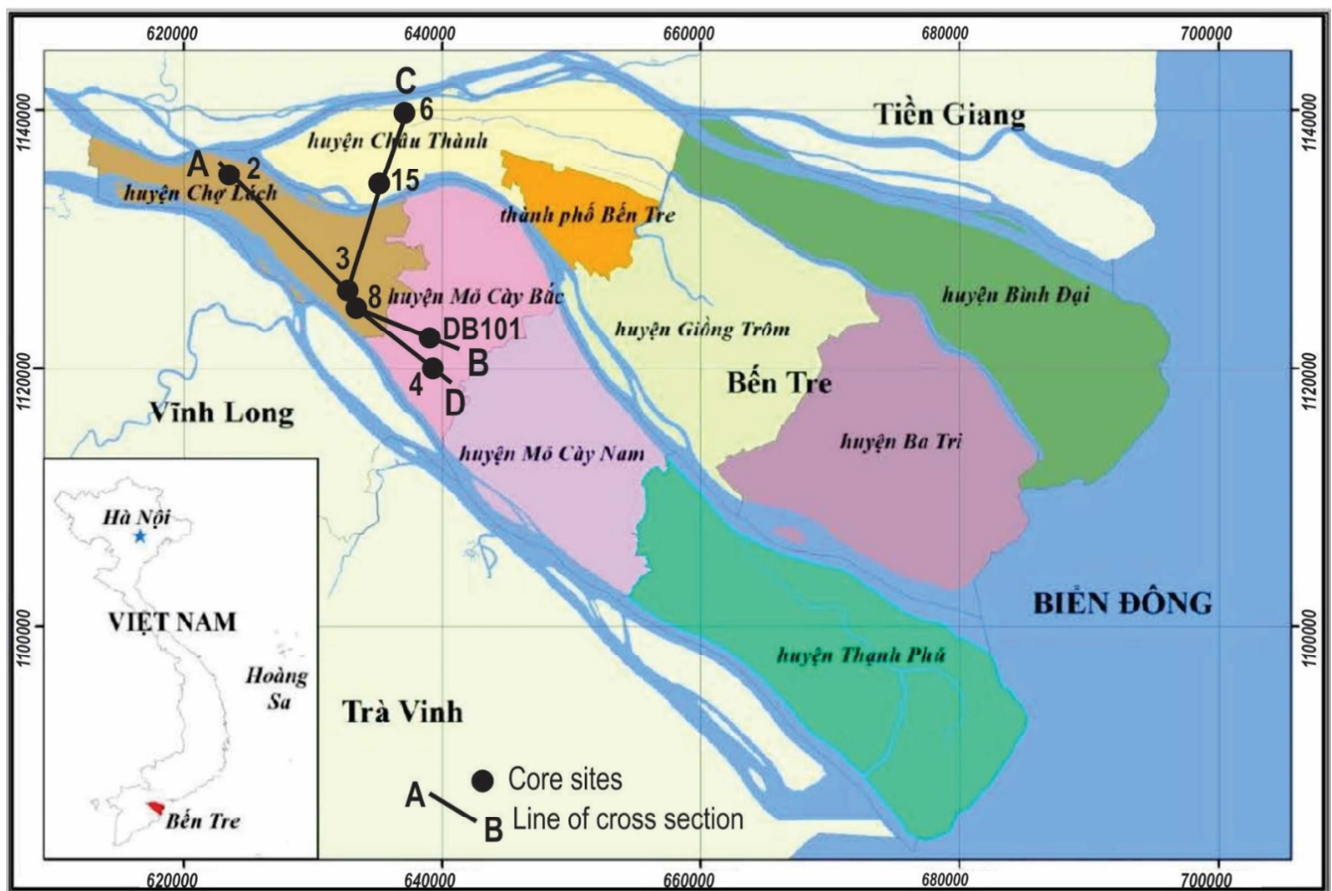 620000
640000
660000
680000
700000
C
6
Tiền Giang
1140000
1140000
huyện Châu Thành
A
2
15
huyện Chợ Lách
thành phố Bến Tre
3
8
huyện Mỏ Cày Bắc
huyện Bình Đại
DB101
huyện Giồng Trôm
B
1120000
4
D
Bến Tre
1120000
Vĩnh Long
huyện Ba Tri
huyện Mỏ Cày Nam
Hà Nội
BIỂN ĐÔNG
VIỆT NAM
1100000
huyện Thạnh Phú
1100000
Hoàng
Sa
Trà Vinh
Core sites
A
B
Line of cross section
Bến Tre
620000
640000
660000
680000
700000